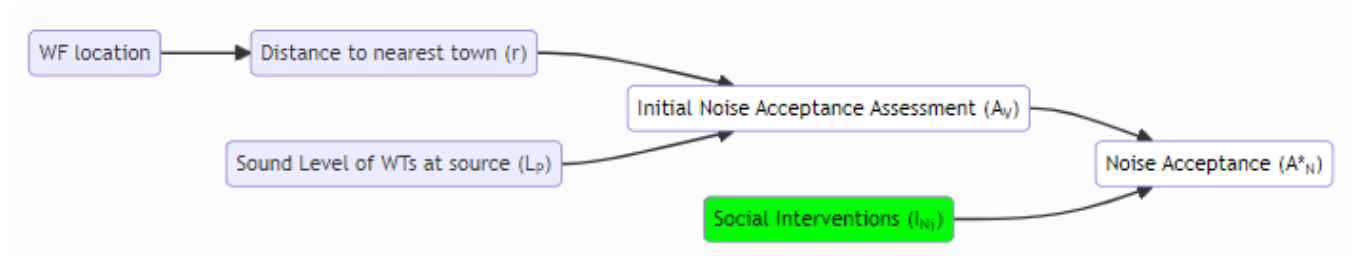 WF location
Distance to nearest town (r)
Initial Noise Acceptance Assessment (Aᵥ)
Sound Level of WTs at source (Lₚ)
Noise Acceptance (A*ɴ)
Social Interventions (Iɴⱼ)